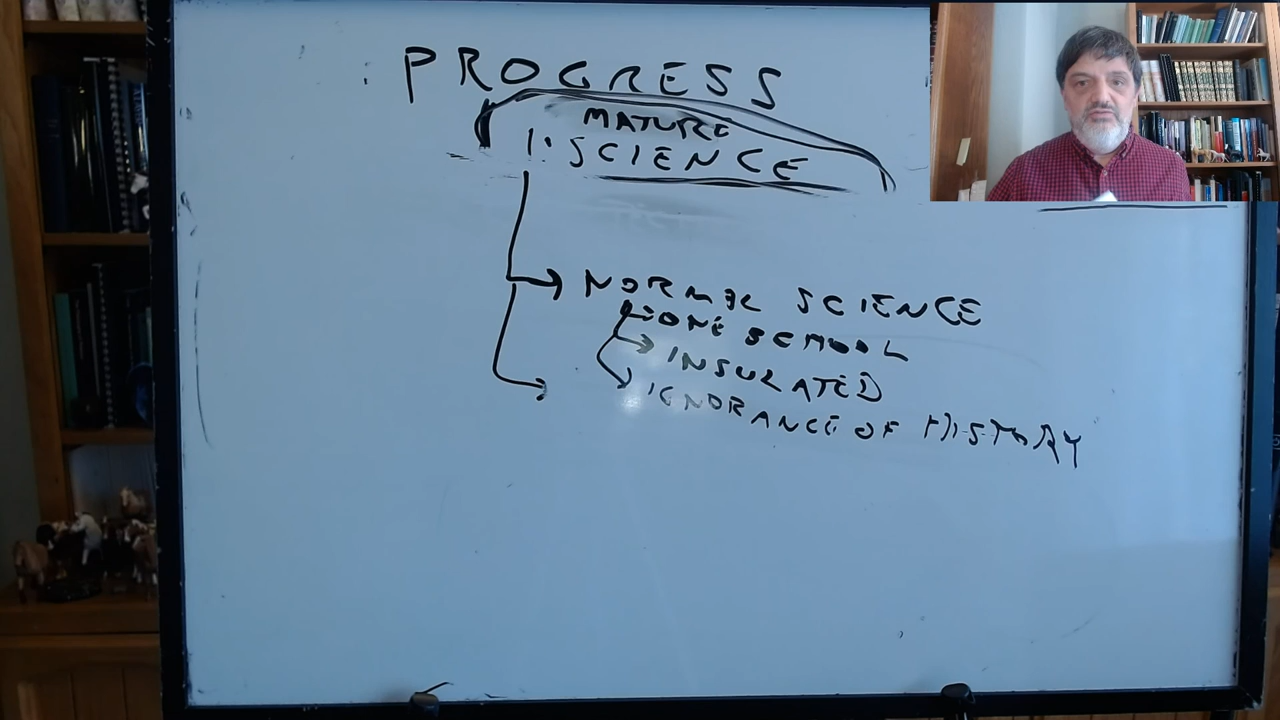 PROGRESS
MATURE
1. SCIENCE
NORMAL SCIENCE
ONE SCHOOL
INSULATED
IGNORANCE OF HISTORY